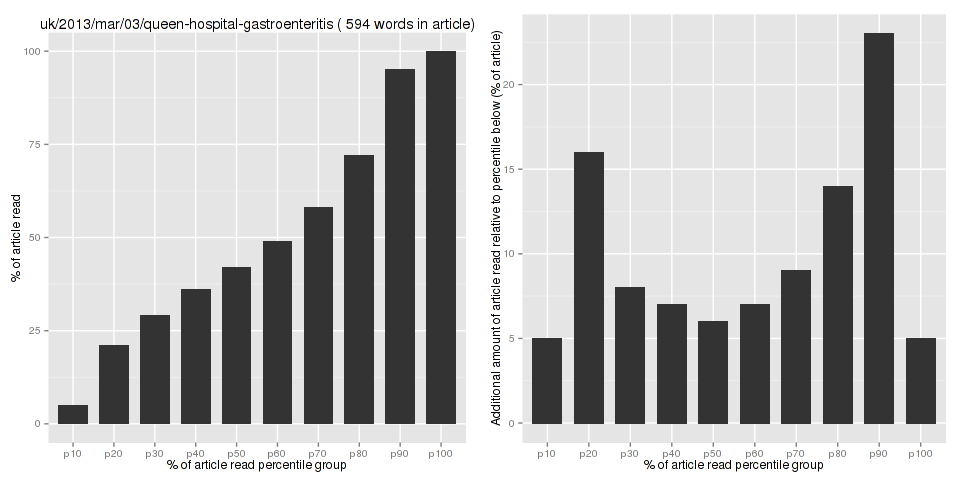 uk/2013/mar/03/queen-hospital-gastroenteritis ( 594 words in article)
% of article read
100
75
50
25
0
p10 p20 p30 p40 p50 p60 p70 p80 p90 p100
% of article read percentile group
Additional amount of article read relative to percentile below (% of article)
20
15
10
5
0
p10 p20 p30 p40 p50 p60 p70 p80 p90 p100
% of article read percentile group